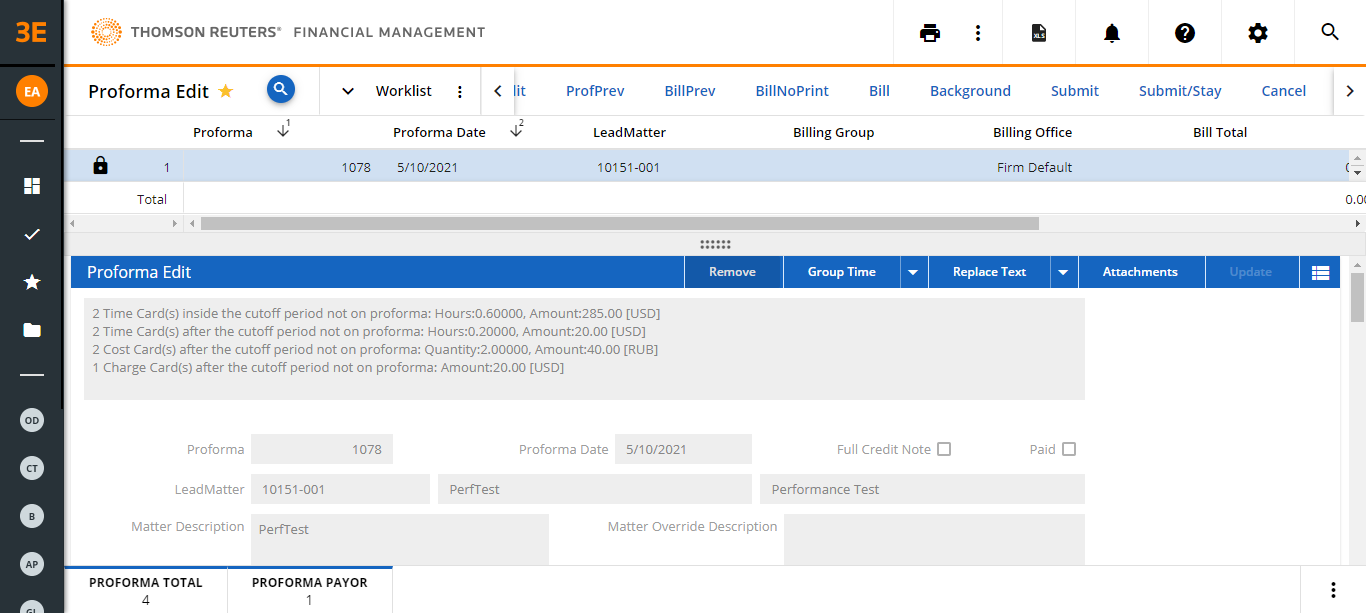 3E
THOMSON REUTERS® FINANCIAL MANAGEMENT
XLS
EA
Proforma Edit
Worklist
it ProfPrev BillPrev BillNoPrint Bill Background Submit Submit/Stay Cancel
Proforma 1 Proforma Date 2 LeadMatter Billing Group Billing Office Bill Total
1 1078 5/10/2021 10151-001 Firm Default
Total 0.00
Proforma Edit Remove Group Time Replace Text Attachments Update
2 Time Card(s) inside the cutoff period not on proforma: Hours:0.60000, Amount:285.00 [USD]
2 Time Card(s) after the cutoff period not on proforma: Hours:0.20000, Amount:20.00 [USD]
2 Cost Card(s) after the cutoff period not on proforma: Quantity:2.00000, Amount:40.00 [RUB]
1 Charge Card(s) after the cutoff period not on proforma: Amount:20.00 [USD]
OD
Proforma 1078 Proforma Date 5/10/2021 Full Credit Note Paid
CT
LeadMatter 10151-001 PerfTest Performance Test
B
Matter Description PerfTest Matter Override Description
AP
PROFORMA TOTAL PROFORMA PAYOR
4 1
GL